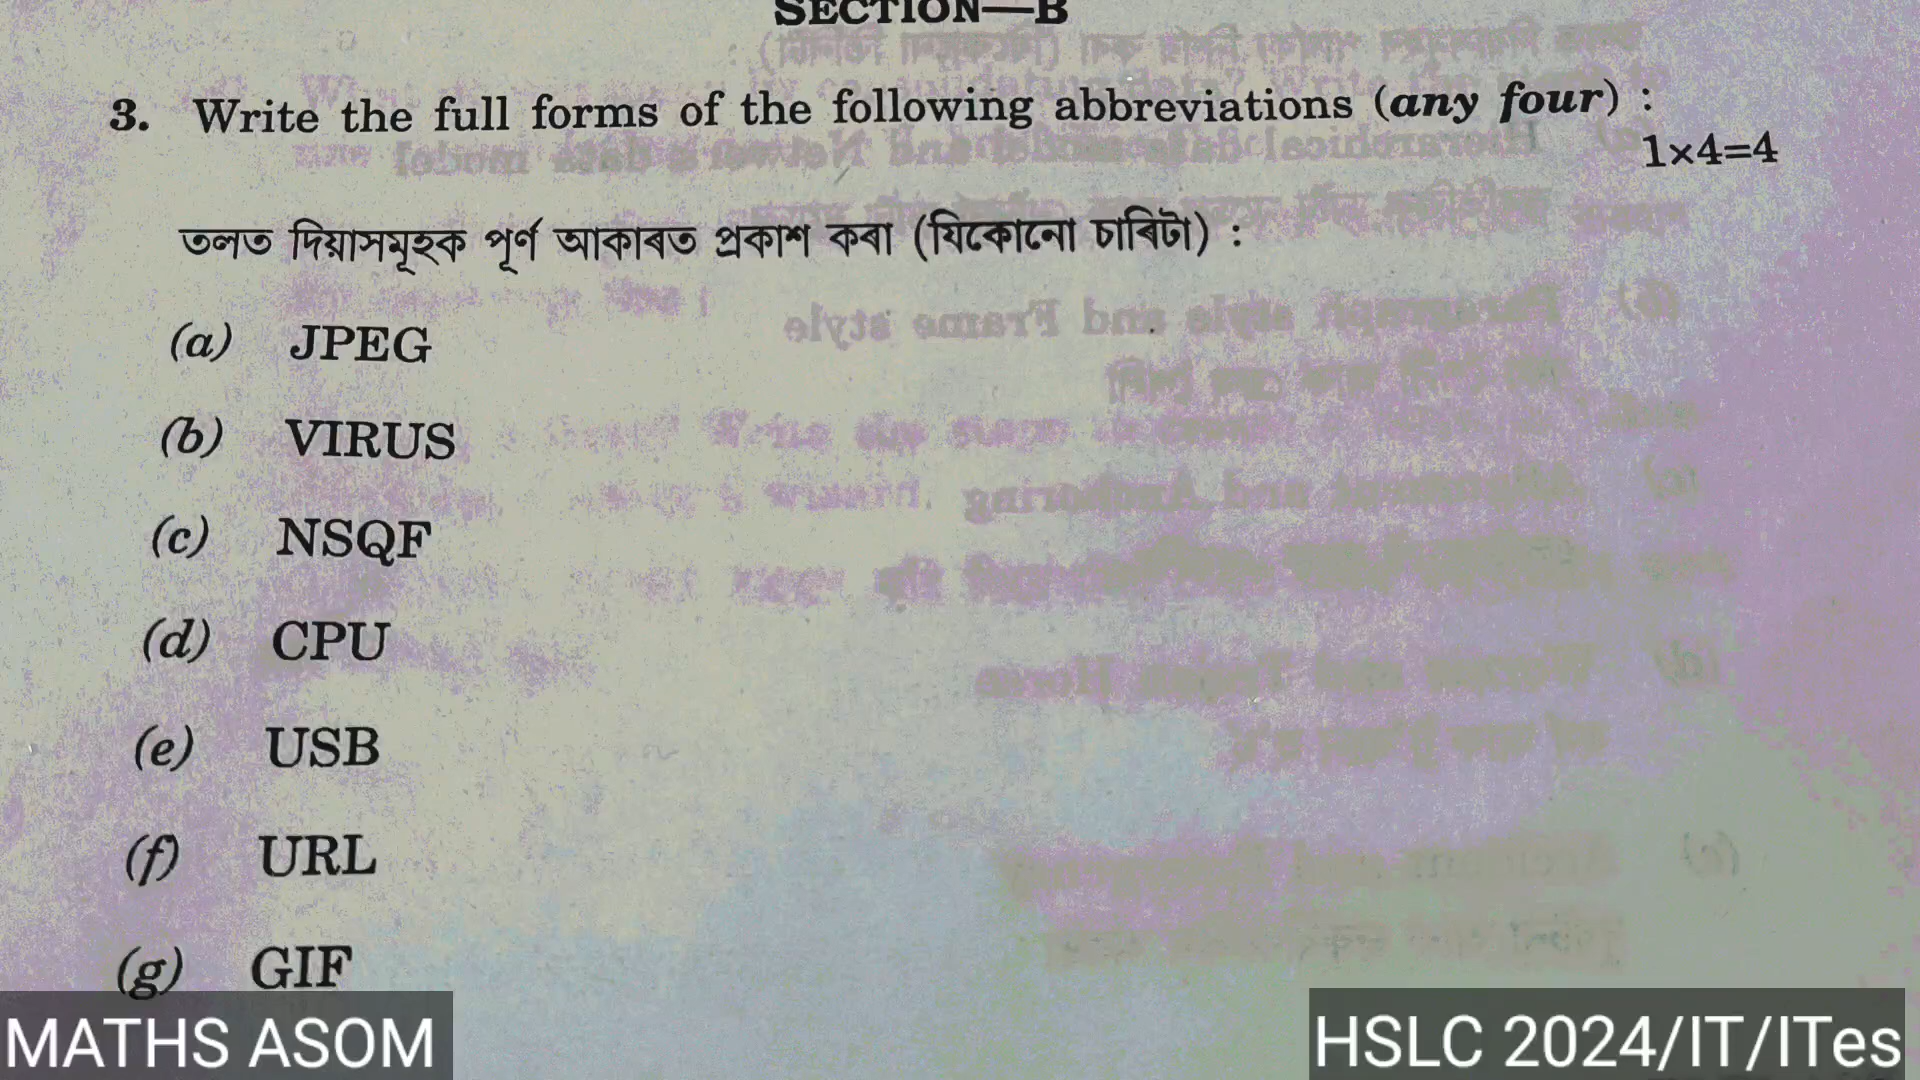 SECTION—B
3. Write the full forms of the following abbreviations (any four) :
1×4=4
তলত দিয়াসমূহক পূৰ্ণ আকাৰত প্ৰকাশ কৰা (যিকোনো চাৰিটা) :
(a) JPEG
(b) VIRUS
(c) NSQF
(d) CPU
(e) USB
(f) URL
(g) GIF
MATHS ASOM
HSLC 2024/IT/ITes